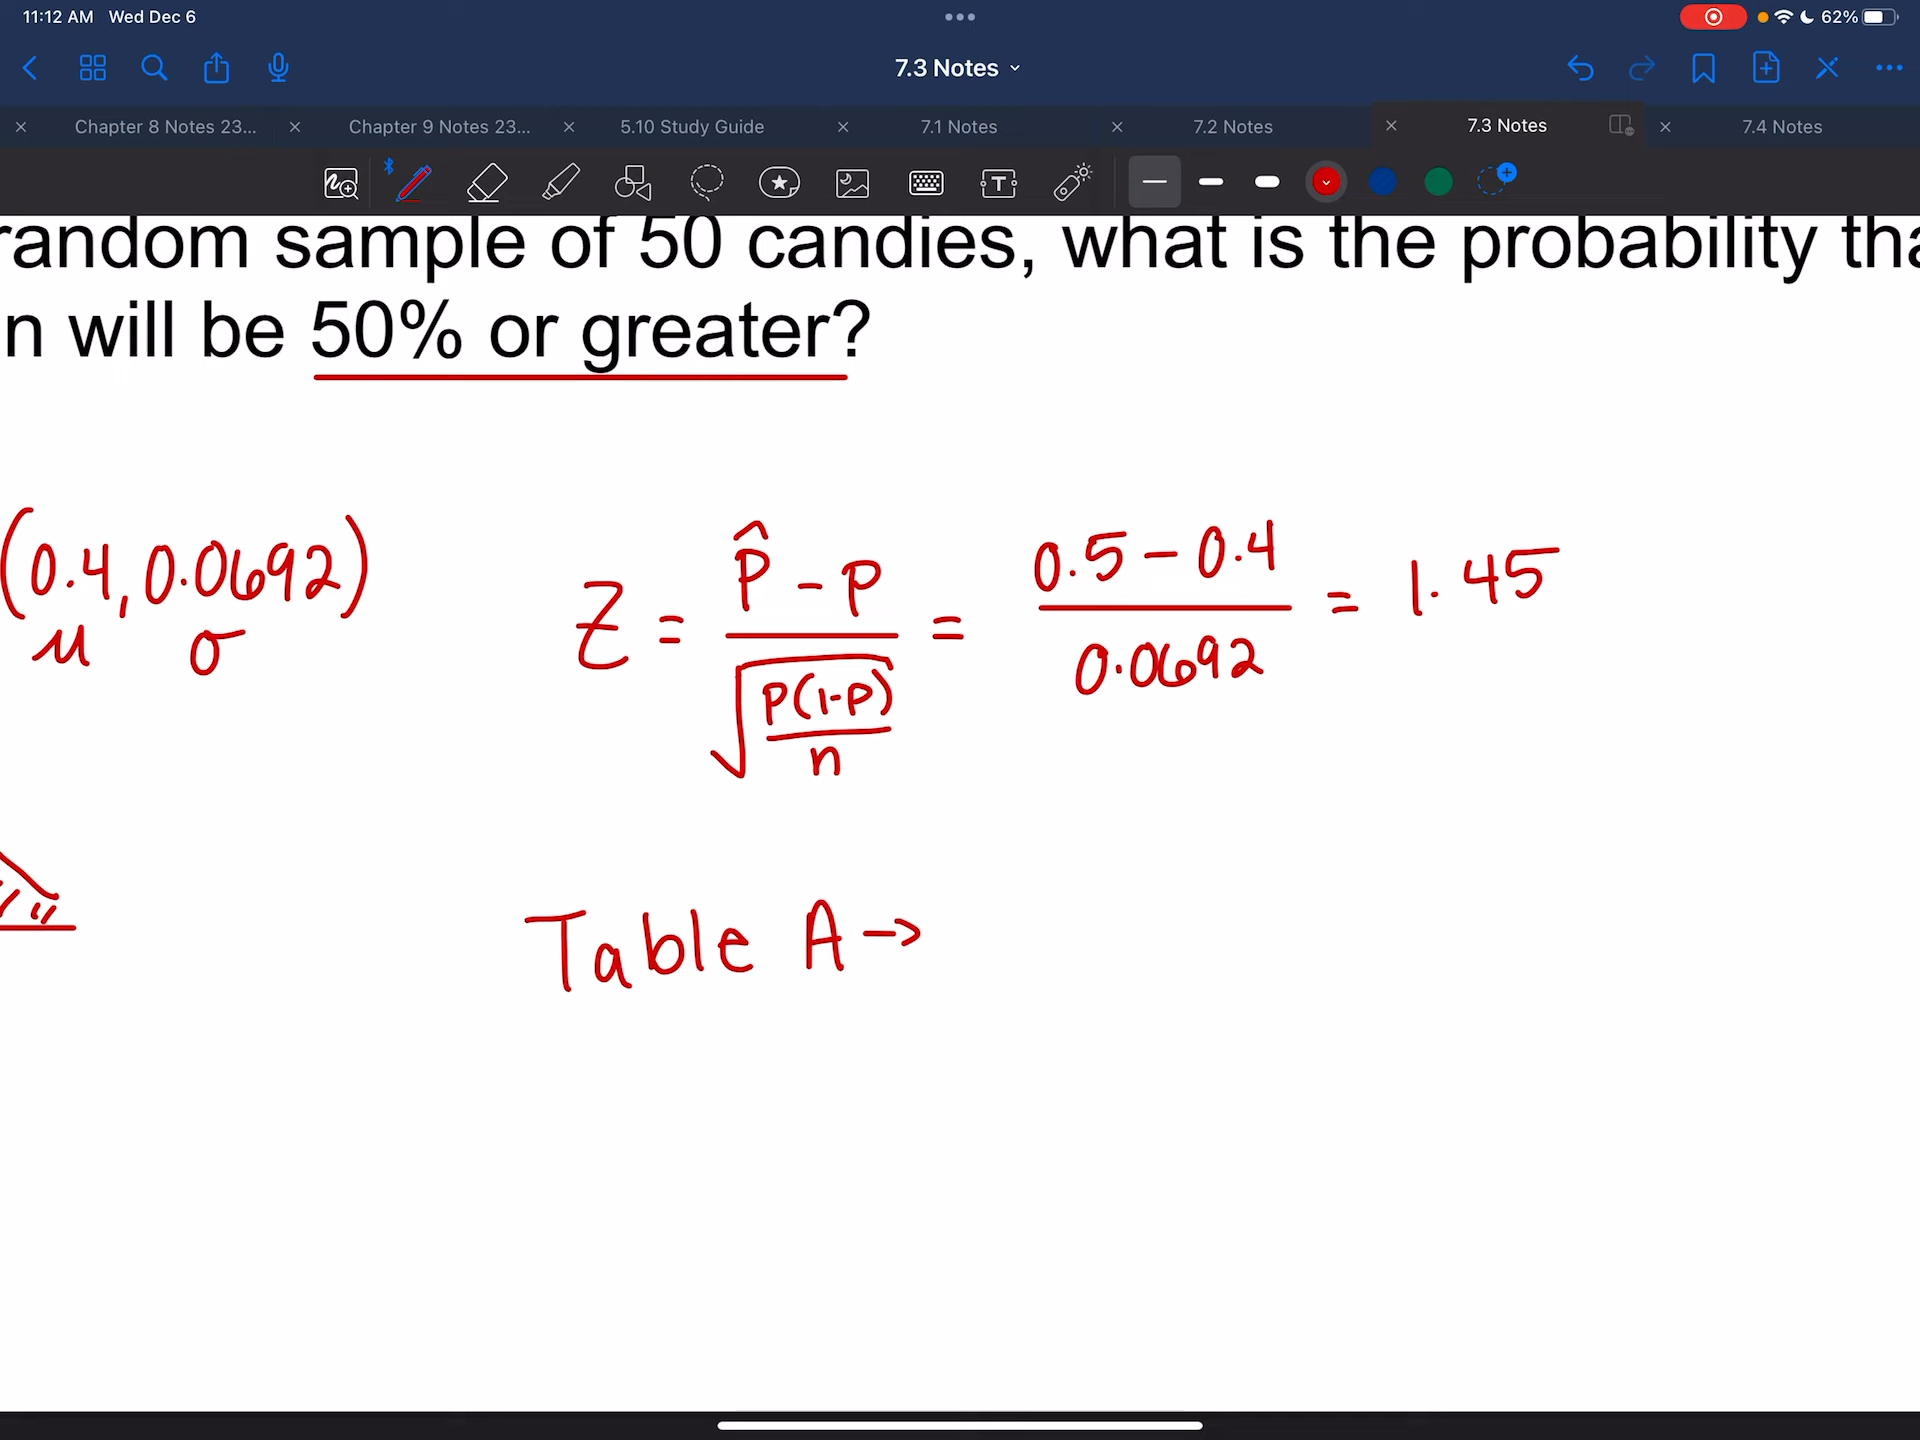 11:12 AM Wed Dec 6
62%
7.3 Notes
Chapter 8 Notes 23...
Chapter 9 Notes 23...
5.10 Study Guide
7.1 Notes
7.2 Notes
7.3 Notes
7.4 Notes
random sample of 50 candies, what is the probability tha
n will be 50% or greater?
(0.4, 0.0692)
μ σ
Z = (p̂ - p) / √(p(1-p)/n) = (0.5 - 0.4) / 0.0692 = 1.45
Table A →